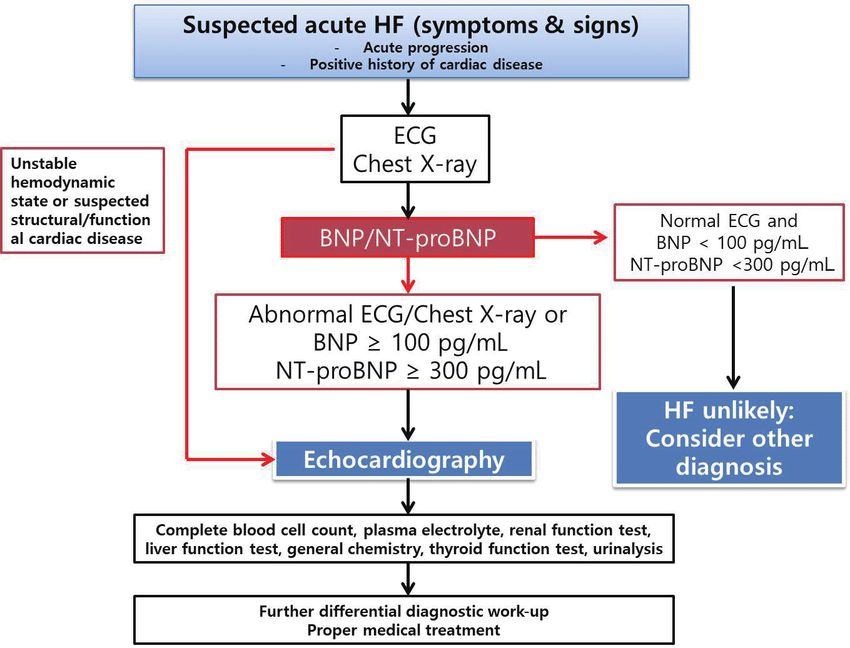 Suspected acute HF (symptoms & signs)
- Acute progression
- Positive history of cardiac disease
ECG
Chest X-ray
Unstable
hemodynamic
state or suspected
structural/function
al cardiac disease
BNP/NT-proBNP
Normal ECG and
BNP < 100 pg/mL
NT-proBNP <300 pg/mL
Abnormal ECG/Chest X-ray or
BNP ≥ 100 pg/mL
NT-proBNP ≥ 300 pg/mL
HF unlikely:
Consider other
diagnosis
Echocardiography
Complete blood cell count, plasma electrolyte, renal function test,
liver function test, general chemistry, thyroid function test, urinalysis
Further differential diagnostic work-up
Proper medical treatment